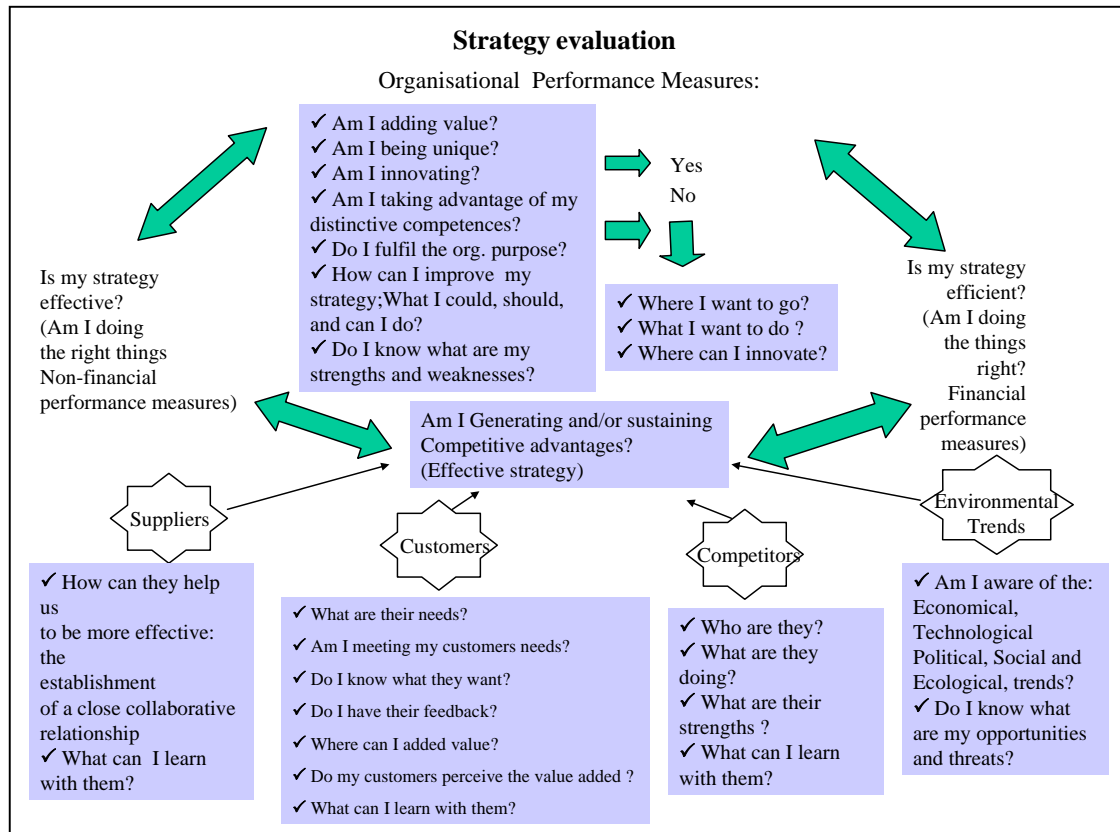 Strategy evaluation
Organisational Performance Measures:
✓ Am I adding value?
✓ Am I being unique?
✓ Am I innovating?
✓ Am I taking advantage of my
distinctive competences?
✓ Do I fulfil the org. purpose?
✓ How can I improve my
strategy;What I could, should,
and can I do?
✓ Do I know what are my
strengths and weaknesses?
Yes
No
✓ Where I want to go?
✓ What I want to do ?
✓ Where can I innovate?
Is my strategy
effective?
(Am I doing
the right things
Non-financial
performance measures)
Is my strategy
efficient?
(Am I doing
the things
right?
Financial
performance
measures)
Am I Generating and/or sustaining
Competitive advantages?
(Effective strategy)
Suppliers
Customers
Competitors
Environmental
Trends
✓ How can they help
us
to be more effective:
the
establishment
of a close collaborative
relationship
✓ What can I learn
with them?
✓ What are their needs?
✓ Am I meeting my customers needs?
✓ Do I know what they want?
✓ Do I have their feedback?
✓ Where can I added value?
✓ Do my customers perceive the value added ?
✓ What can I learn with them?
✓ Who are they?
✓ What are they
doing?
✓ What are their
strengths ?
✓ What can I learn
with them?
✓ Am I aware of the:
Economical,
Technological
Political, Social and
Ecological, trends?
✓ Do I know what
are my opportunities
and threats?